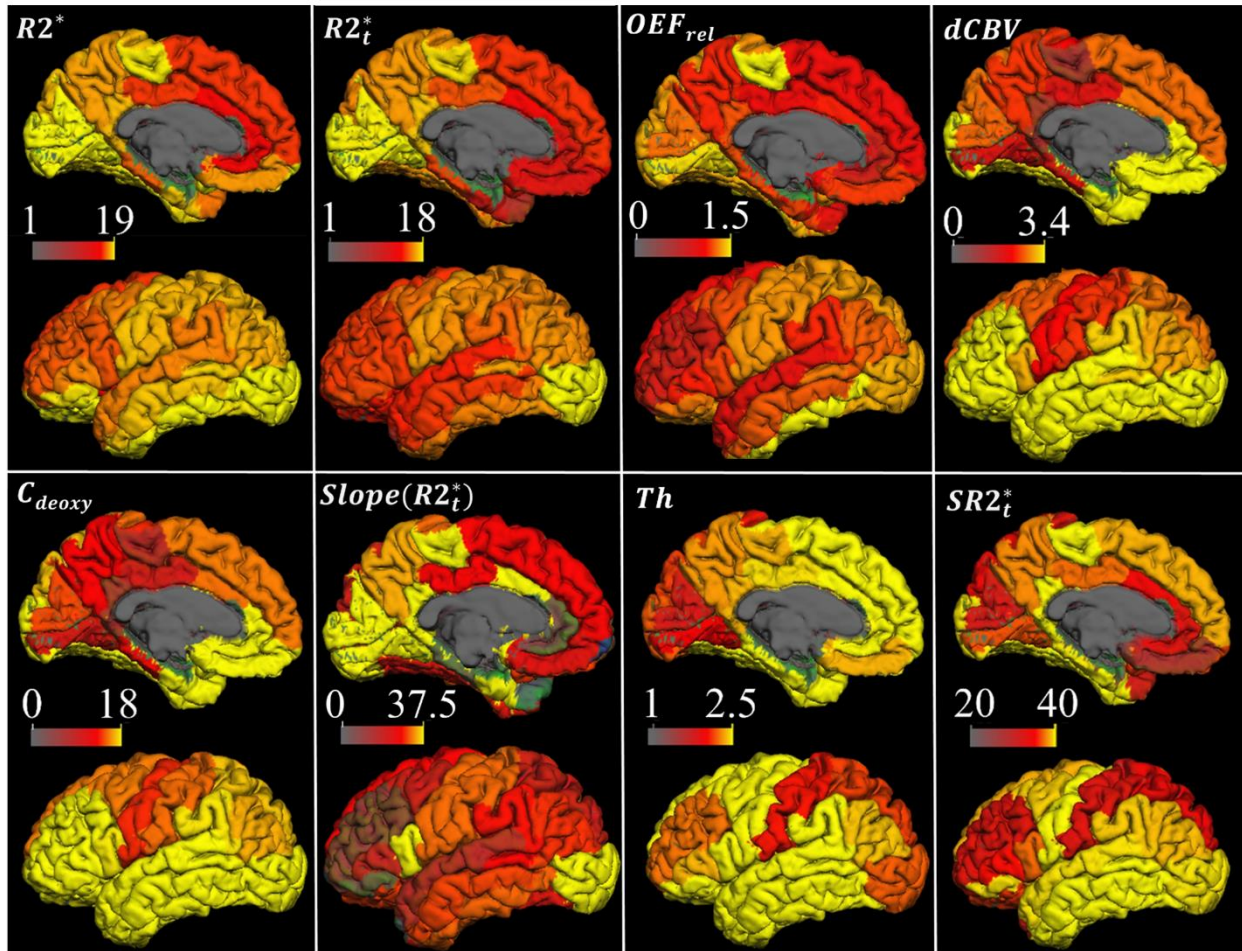 R2*
1 19
R2*t
1 18
OEFrel
0 1.5
dCBV
0 3.4
Cdeoxy
0 18
Slope(R2*t)
0 37.5
Th
1 2.5
SR2*t
20 40